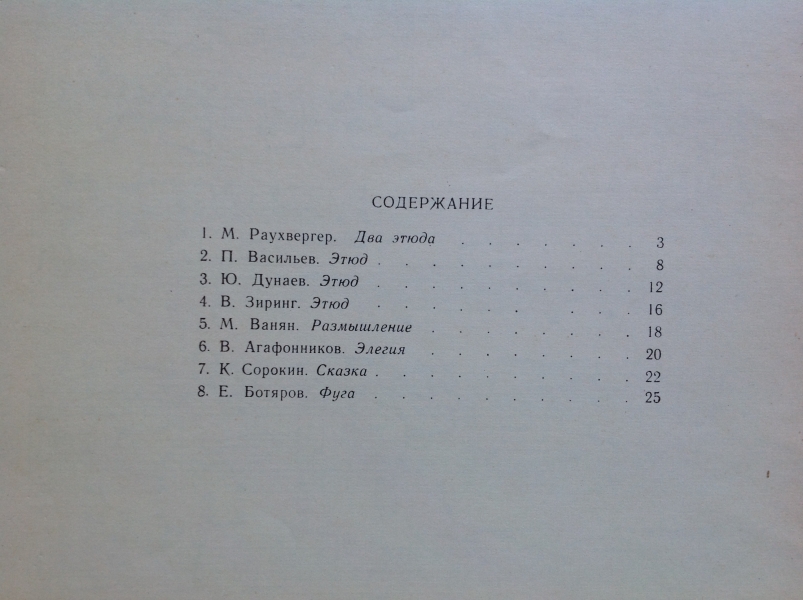 СОДЕРЖАНИЕ
1. М. Раухвергер. Два этюда . . . . . . . 3
2. П. Васильев. Этюд . . . . . . . . . . 8
3. Ю. Дунаев. Этюд . . . . . . . . . . 12
4. В. Зиринг. Этюд . . . . . . . . . 16
5. М. Ванян. Размышление . . . . . . . . 18
6. В. Агафонников. Элегия . . . . . . . . 20
7. К. Сорокин. Сказка . . . . . . . . . . 22
8. Е. Ботяров. Фуга . . . . . . . . . . 25